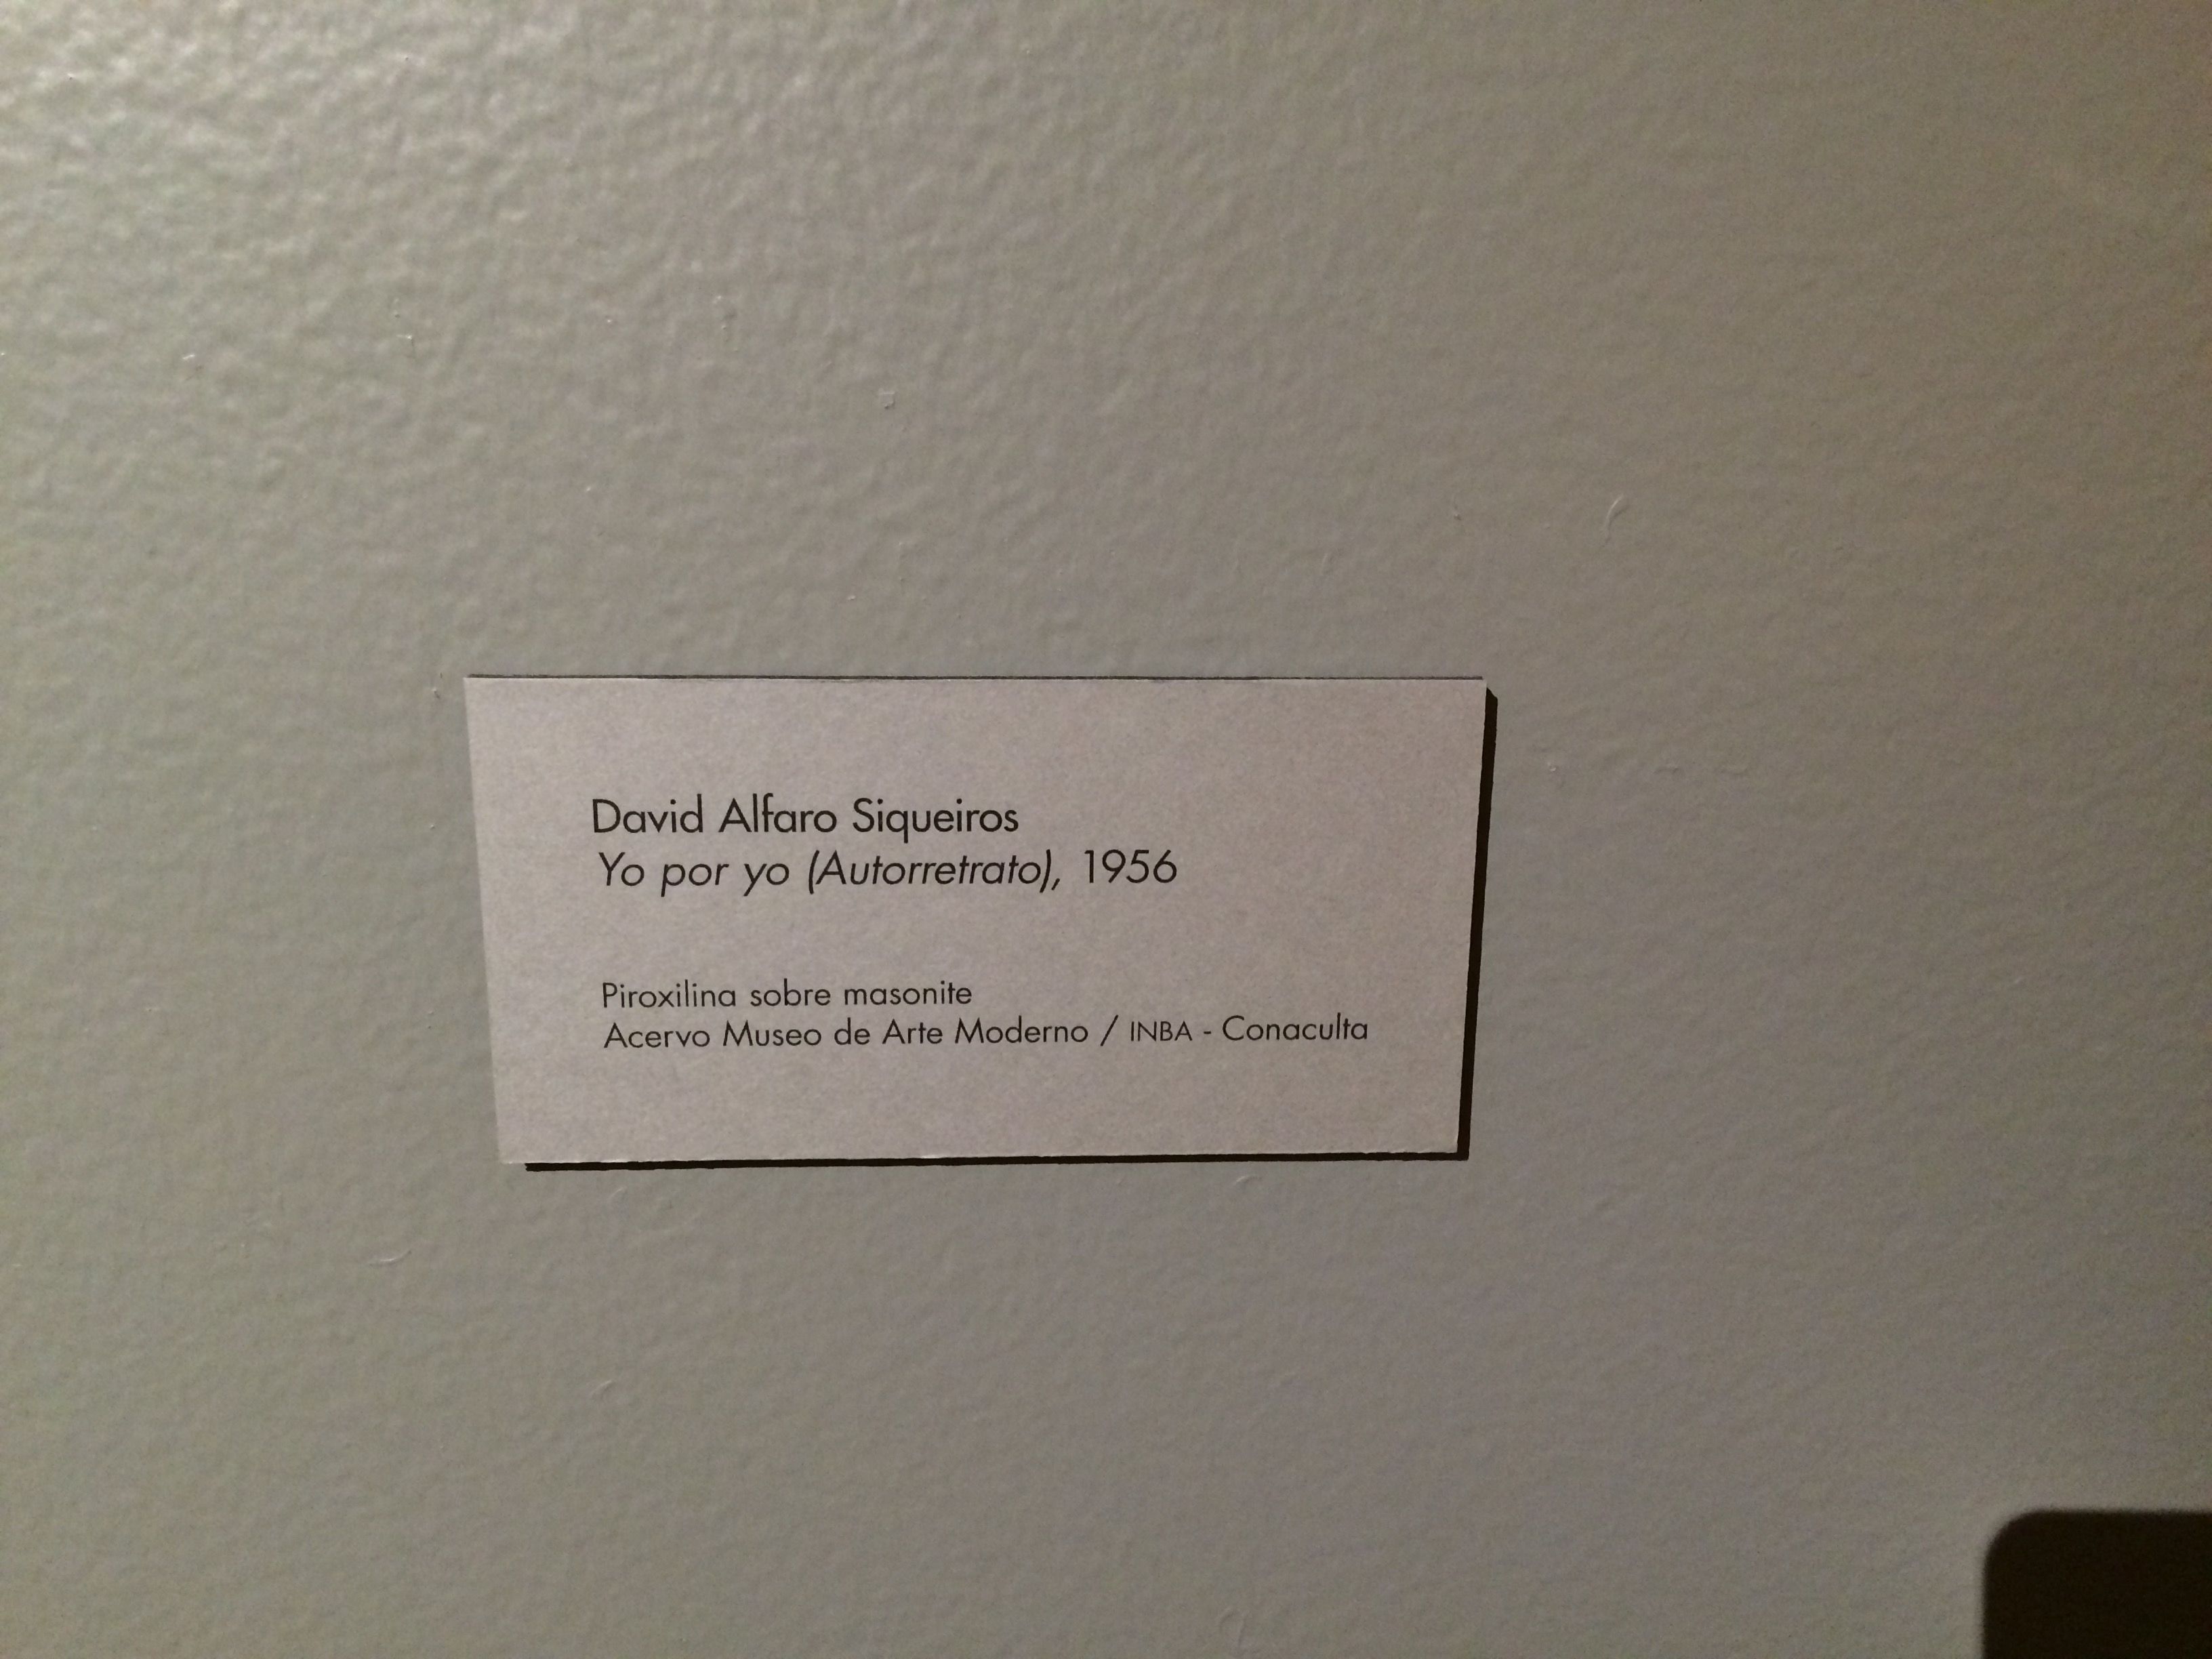 David Alfaro Siqueiros
Yo por yo (Autorretrato), 1956
Piroxilina sobre masonite
Acervo Museo de Arte Moderno / INBA - Conaculta